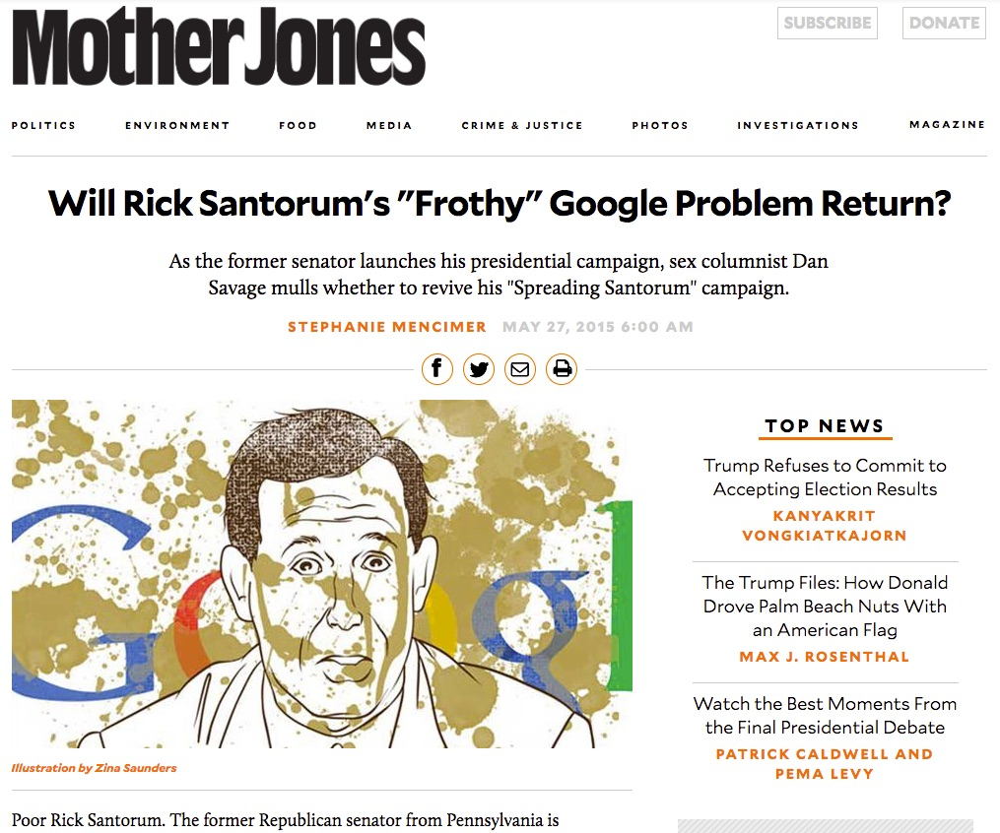 Mother Jones
SUBSCRIBE
DONATE
POLITICS
ENVIRONMENT
FOOD
MEDIA
CRIME & JUSTICE
PHOTOS
INVESTIGATIONS
MAGAZINE
Will Rick Santorum's "Frothy" Google Problem Return?
As the former senator launches his presidential campaign, sex columnist Dan
Savage mulls whether to revive his "Spreading Santorum" campaign.
STEPHANIE MENCIMER MAY 27, 2015 6:00 AM
Googl
Illustration by Zina Saunders
Poor Rick Santorum. The former Republican senator from Pennsylvania is
TOP NEWS
Trump Refuses to Commit to
Accepting Election Results
KANYAKRIT
VONGKIATKAJORN
The Trump Files: How Donald
Drove Palm Beach Nuts With
an American Flag
MAX J. ROSENTHAL
Watch the Best Moments From
the Final Presidential Debate
PATRICK CALDWELL AND
PEMA LEVY